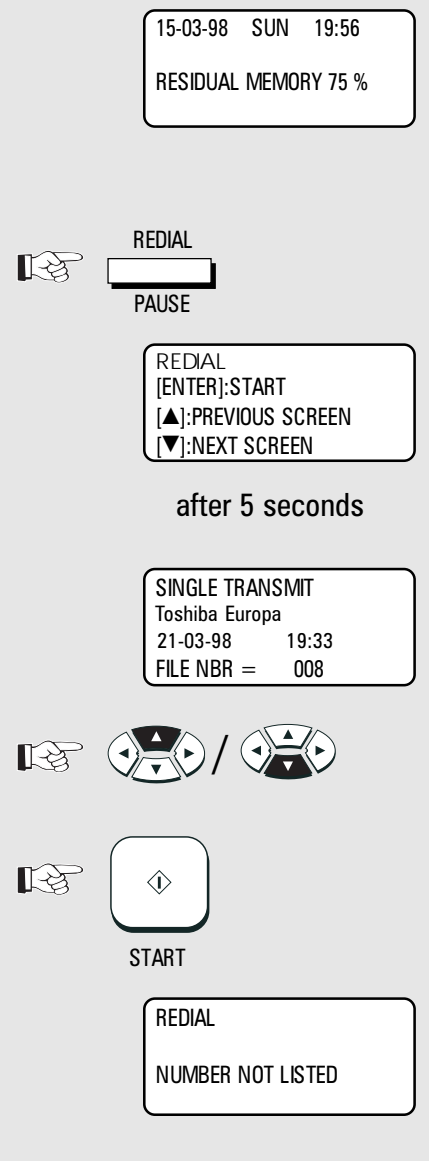 15-03-98 SUN 19:56
RESIDUAL MEMORY 75 %
REDIAL
PAUSE
REDIAL
[ENTER]:START
[▲]:PREVIOUS SCREEN
[▼]:NEXT SCREEN
after 5 seconds
SINGLE TRANSMIT
Toshiba Europa
21-03-98 19:33
FILE NBR = 008
/
START
REDIAL
NUMBER NOT LISTED